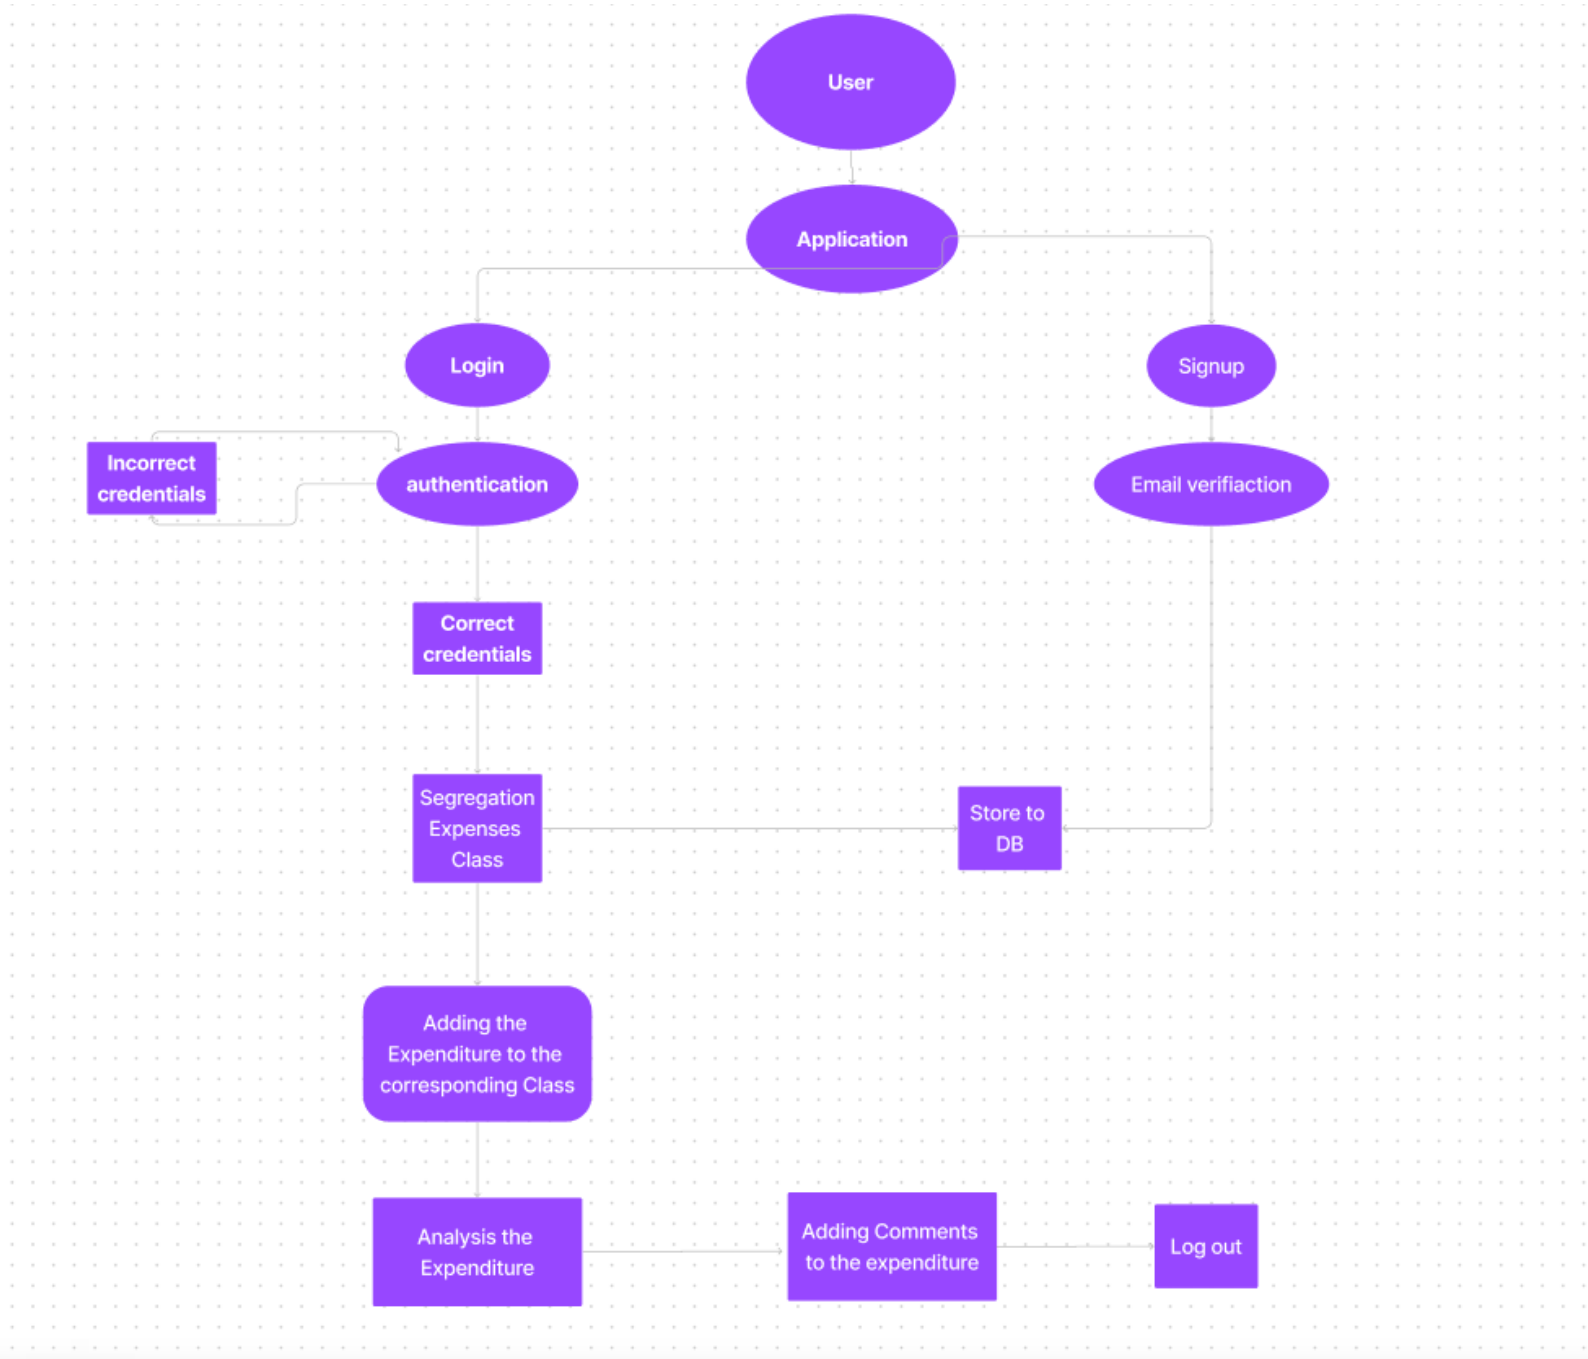 User
Application
Login
Signup
Incorrect
credentials
authentication
Email verifiaction
Correct
credentials
Segregation
Expenses
Class
Store to
DB
Adding the
Expenditure to the
corresponding Class
Analysis the
Expenditure
Adding Comments
to the expenditure
Log out